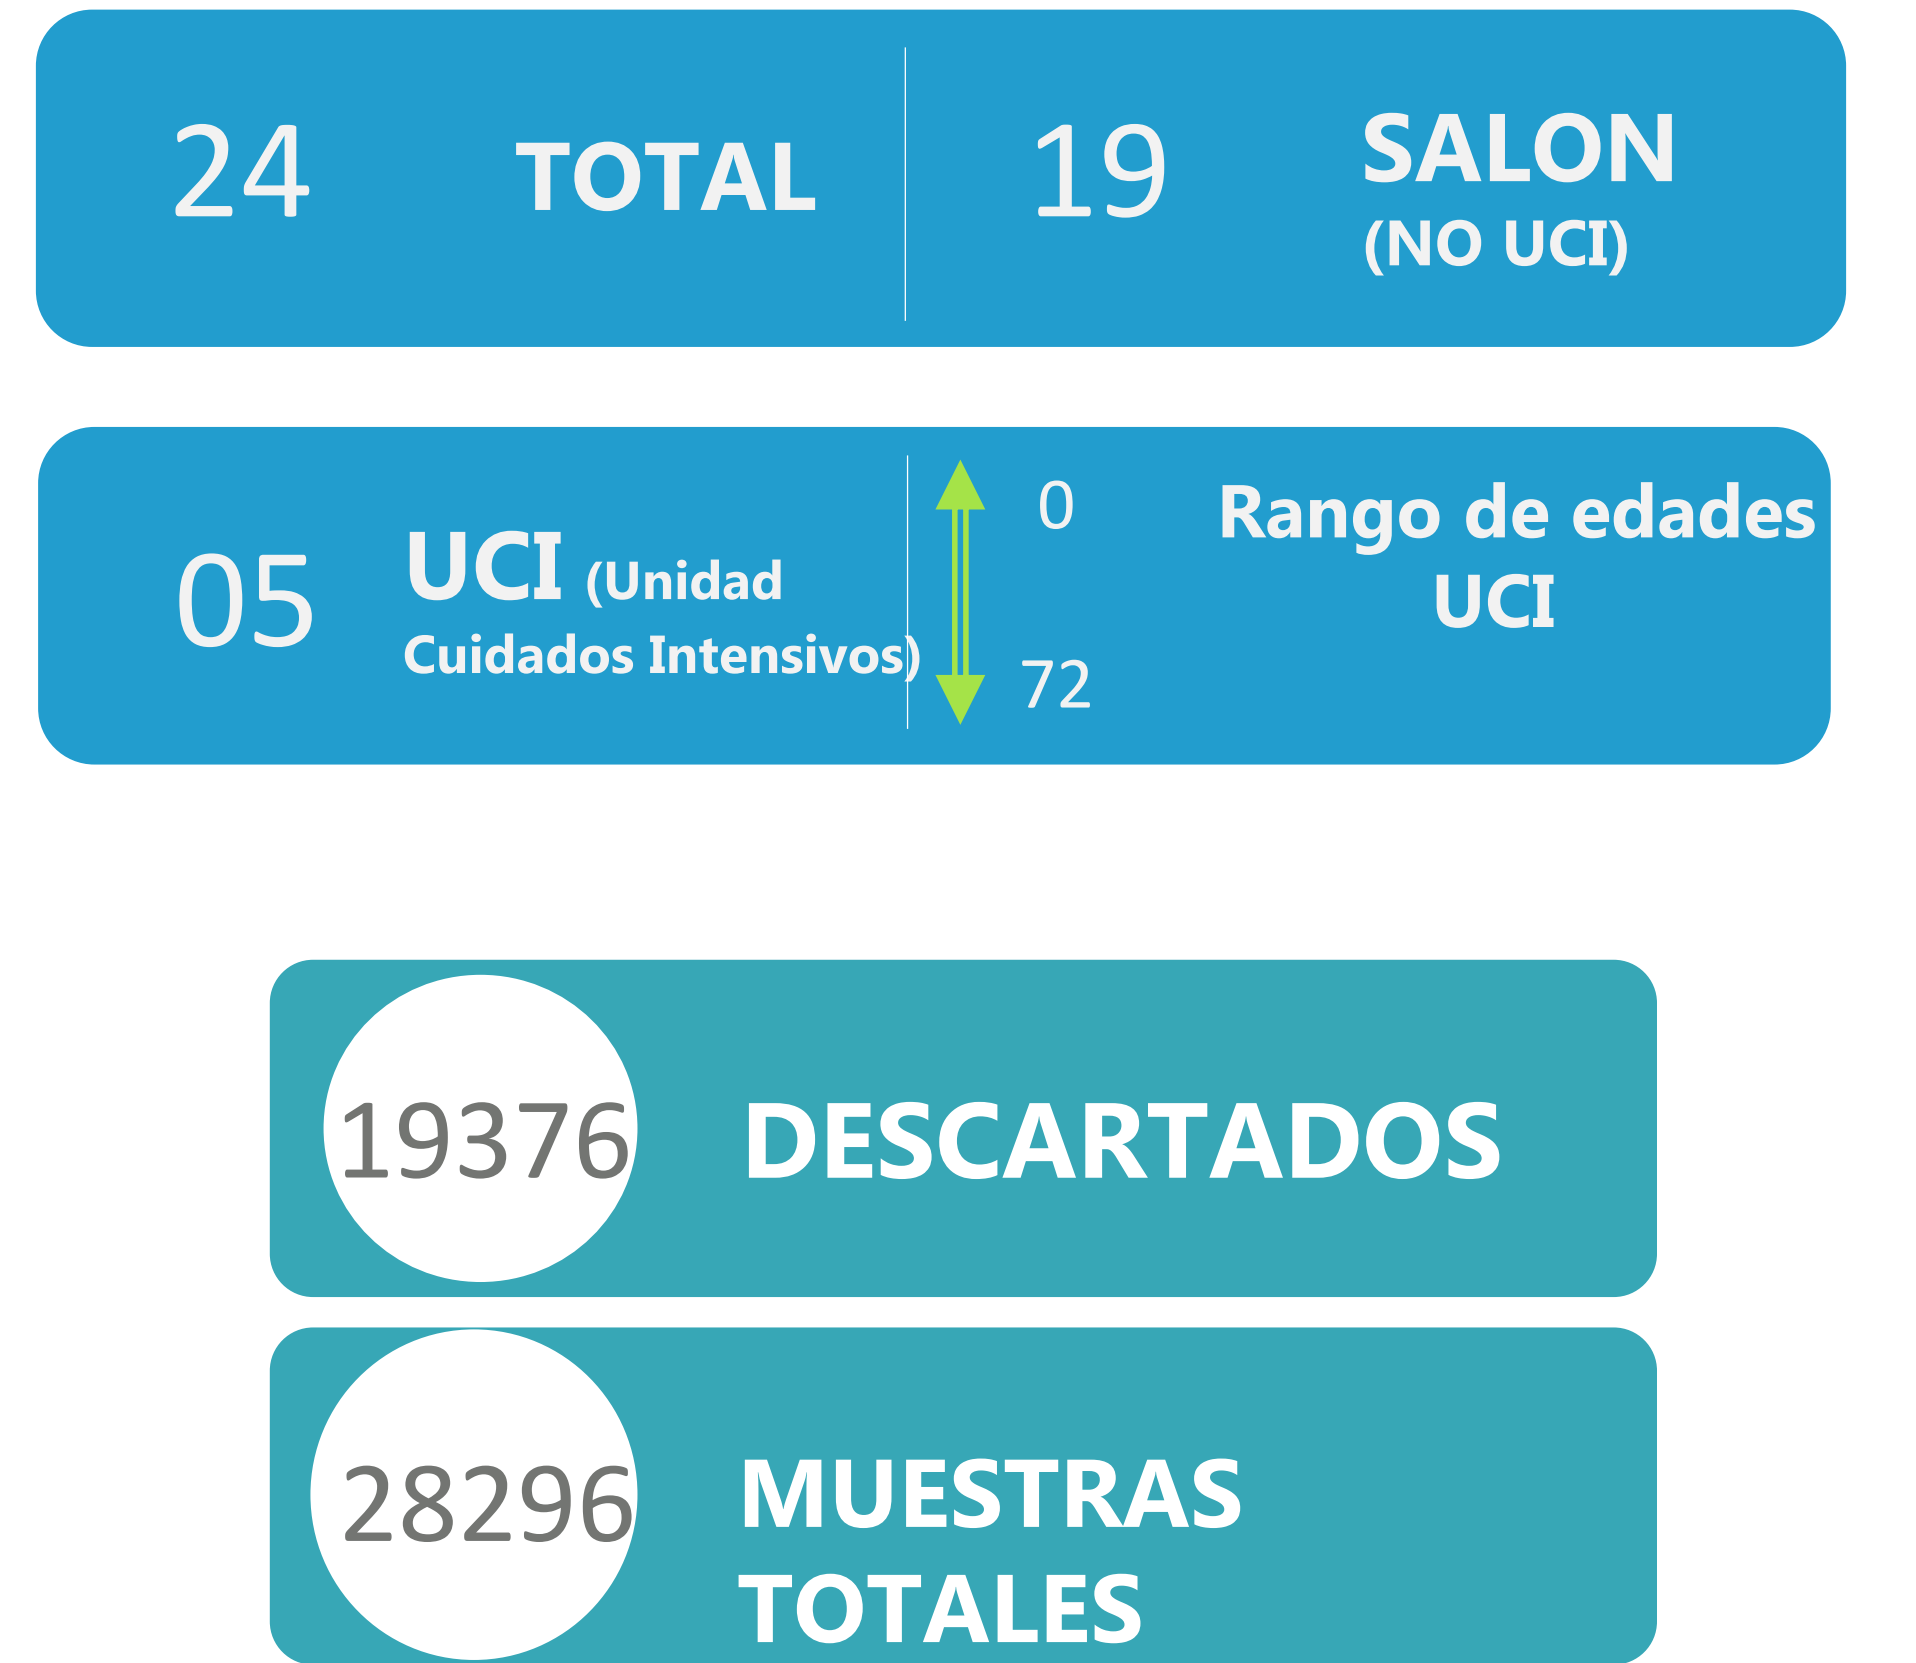 24 TOTAL
19 SALON
(NO UCI)
05 UCI (Unidad
Cuidados Intensivos)
0 Rango de edades
UCI
72
19376 DESCARTADOS
28296 MUESTRAS
TOTALES